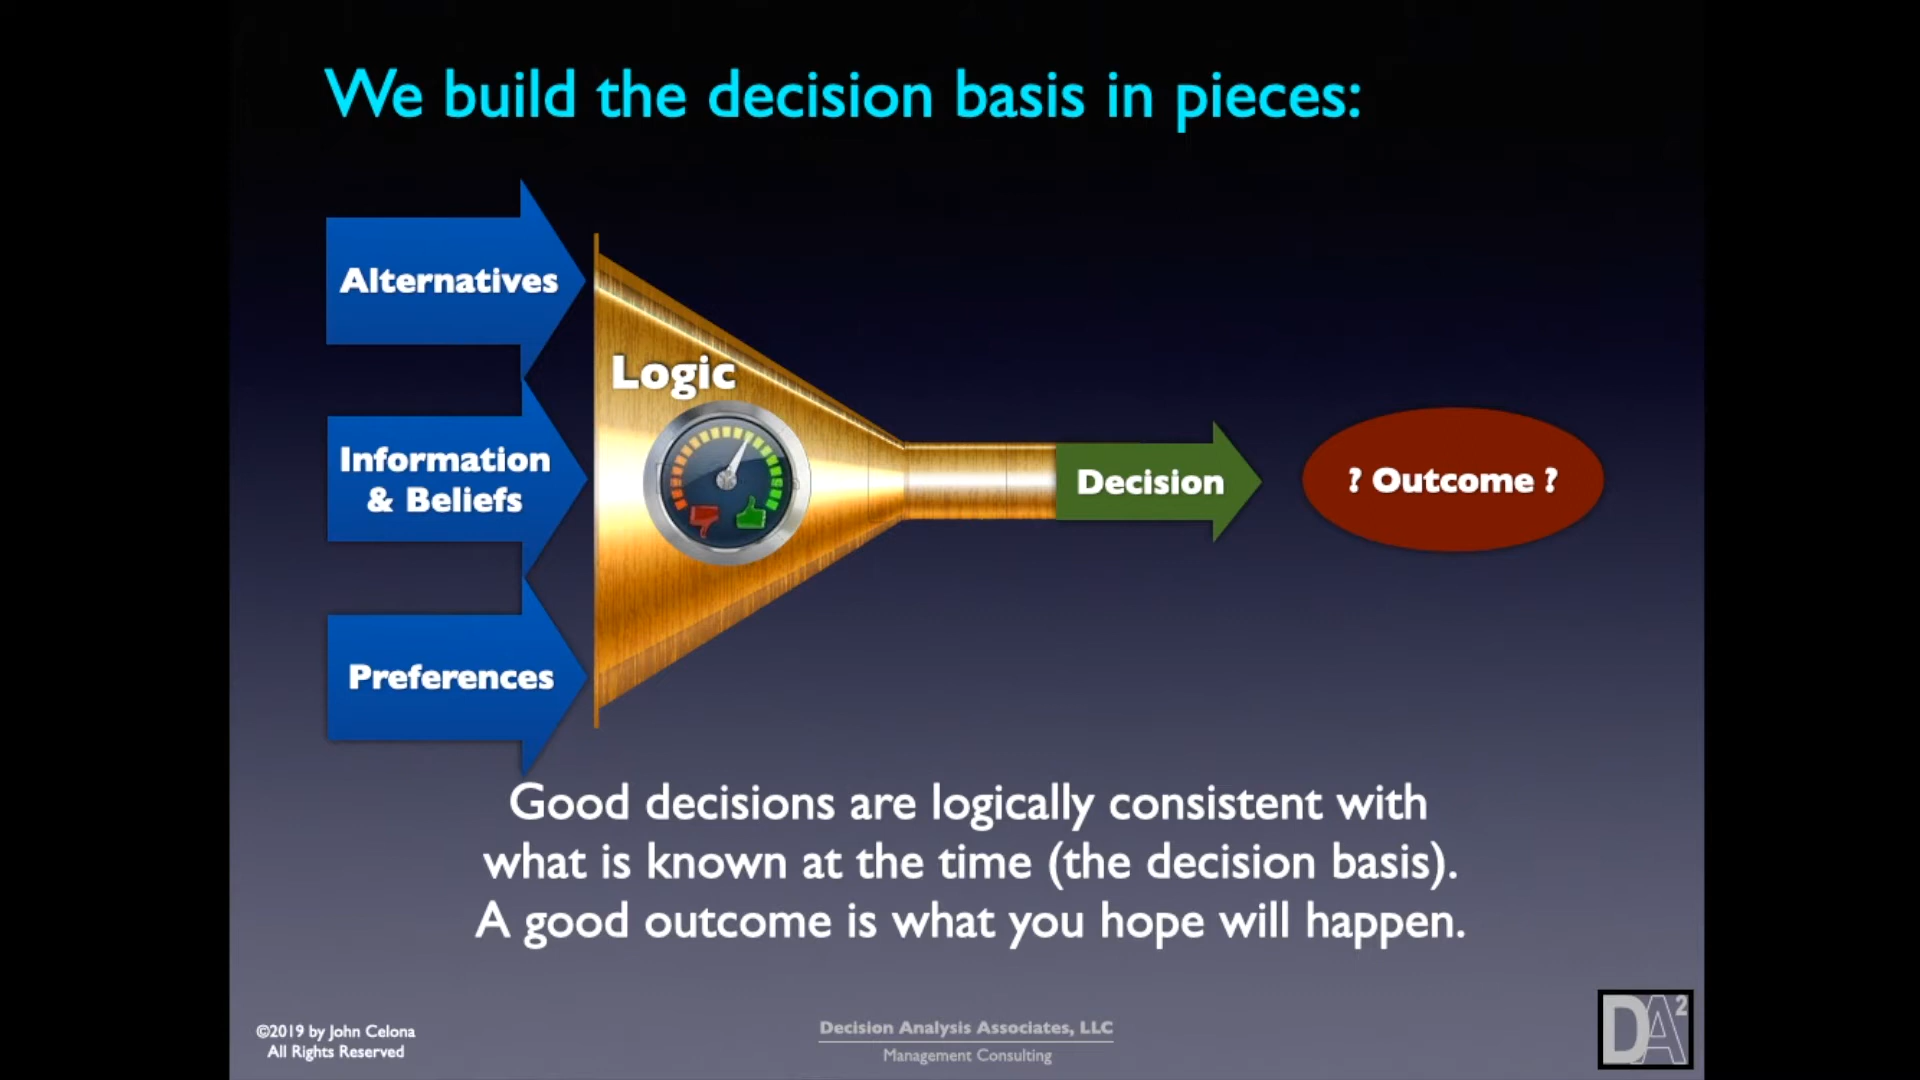 We build the decision basis in pieces:
Alternatives
Logic
Information
& Beliefs
Decision
? Outcome ?
Preferences
Good decisions are logically consistent with
what is known at the time (the decision basis).
A good outcome is what you hope will happen.
©2019 by John Celona
All Rights Reserved
Decision Analysis Associates, LLC
Management Consulting
DA2